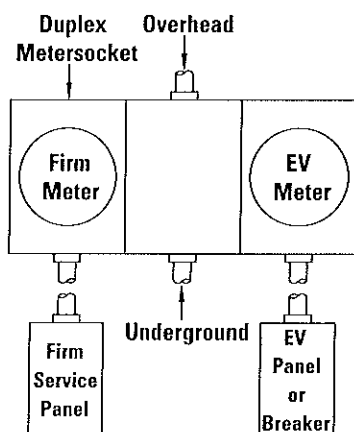 Duplex
Metersocket
Overhead
Firm
Meter
EV
Meter
Underground
Firm
Service
Panel
EV
Panel
or
Breaker